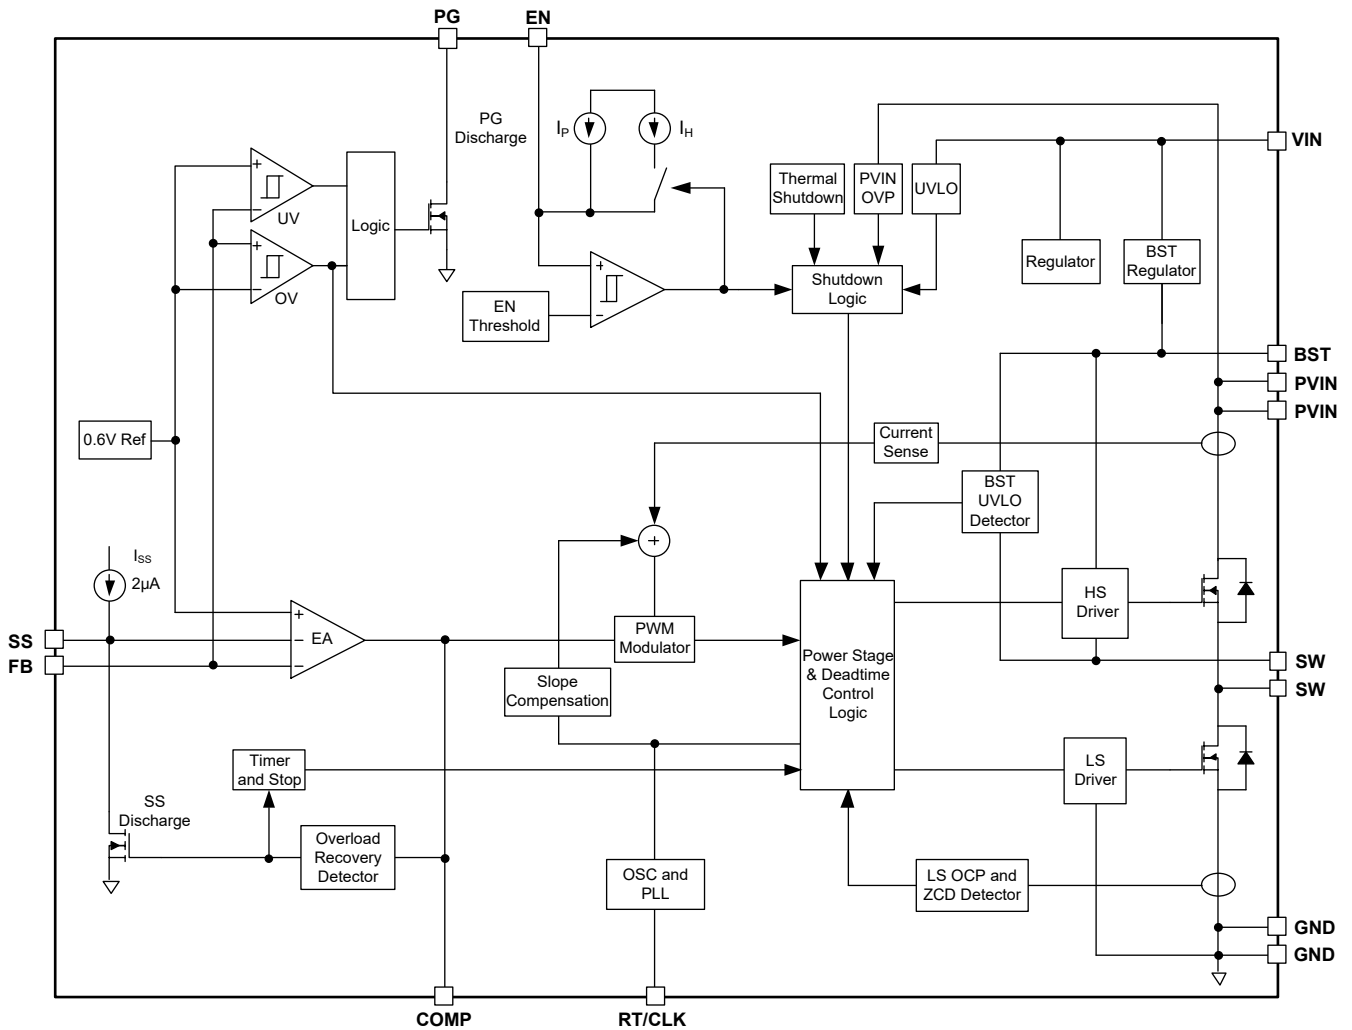 PG
EN
PG
Discharge
IP
IH
VIN
Thermal
Shutdown
PVIN
OVP
UVLO
+
−
UV
Logic
+
−
OV
Regulator
BST
Regulator
+
−
EN
Threshold
Shutdown
Logic
BST
PVIN
PVIN
0.6V Ref
Current
Sense
BST
UVLO
Detector
+
ISS
2µA
SS
FB
+
−
−
EA
PWM
Modulator
Slope
Compensation
Power Stage
& Deadtime
Control
Logic
HS
Driver
SW
SW
Timer
and Stop
LS
Driver
SS
Discharge
Overload
Recovery
Detector
OSC and
PLL
LS OCP and
ZCD Detector
GND
GND
COMP
RT/CLK